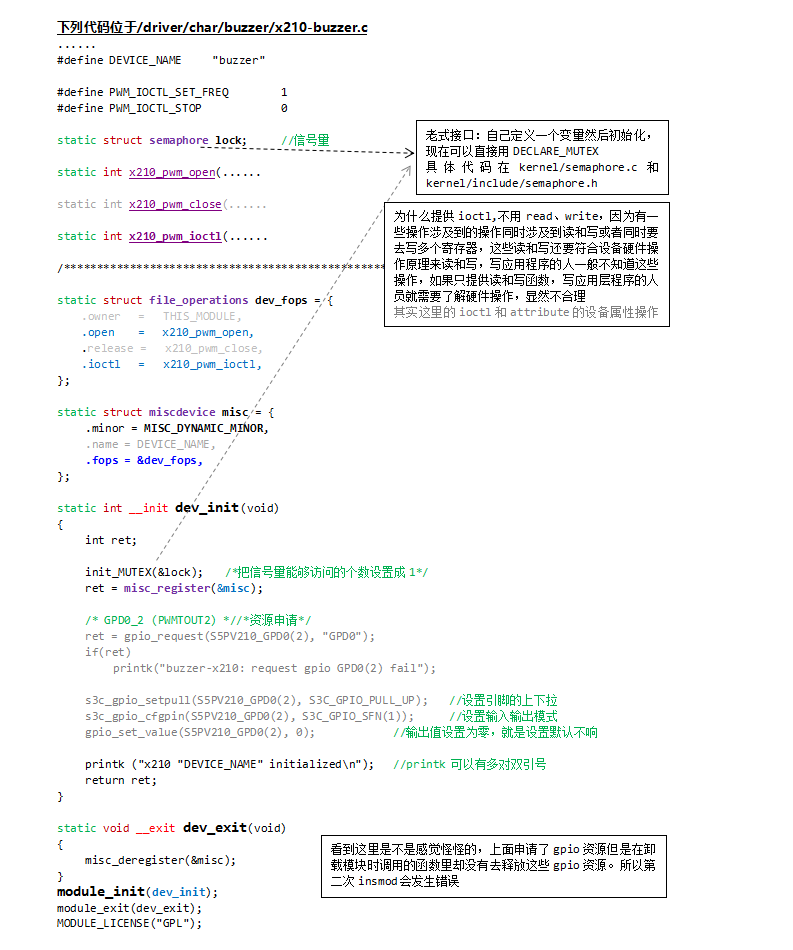 下列代码位于/driver/char/buzzer/x210-buzzer.c
......
#define DEVICE_NAME "buzzer"
#define PWM_IOCTL_SET_FREQ 1
#define PWM_IOCTL_STOP 0
static struct semaphore lock; //信号量
老式接口：自己定义一个变量然后初始化，
现在可以直接用 DECLARE_MUTEX
具体代码在 kernel/semaphore.c 和
kernel/include/semaphore.h
static int x210_pwm_open(......
static int x210_pwm_close(......
static int x210_pwm_ioctl(......
为什么提供 ioctl,不用 read、write，因为有一
些操作涉及到的操作同时涉及到读和写或者同时要
去写多个寄存器，这些读和写还要符合设备硬件操
作原理来读和写，写应用程序的人一般不知道这些
操作，如果只提供读和写函数，写应用层程序的人
员就需要了解硬件操作，显然不合理
其实这里的 ioctl 和 attribute 的设备属性操作
/**************************************************
static struct file_operations dev_fops = {
.owner = THIS_MODULE,
.open = x210_pwm_open,
.release = x210_pwm_close,
.ioctl = x210_pwm_ioctl,
};
static struct miscdevice misc = {
.minor = MISC_DYNAMIC_MINOR,
.name = DEVICE_NAME,
.fops = &dev_fops,
};
static int __init dev_init(void)
{
int ret;
init_MUTEX(&lock); /*把信号量能够访问的个数设置成 1*/
ret = misc_register(&misc);
/* GPD0_2 (PWMTOUT2) *//*资源申请*/
ret = gpio_request(S5PV210_GPD0(2), "GPD0");
if(ret)
printk("buzzer-x210: request gpio GPD0(2) fail");
s3c_gpio_setpull(S5PV210_GPD0(2), S3C_GPIO_PULL_UP); //设置引脚的上下拉
s3c_gpio_cfgpin(S5PV210_GPD0(2), S3C_GPIO_SFN(1)); //设置输入输出模式
gpio_set_value(S5PV210_GPD0(2), 0); //输出值设置为零，就是设置默认不响
printk ("x210 "DEVICE_NAME" initialized\n"); //printk 可以有多对双引号
return ret;
}
static void __exit dev_exit(void)
{
misc_deregister(&misc);
}
看到这里是不是感觉怪怪的，上面申请了 gpio 资源但是在卸
载模块时调用的函数里却没有去释放这些 gpio 资源。所以第
二次 insmod 会发生错误
module_init(dev_init);
module_exit(dev_exit);
MODULE_LICENSE("GPL");